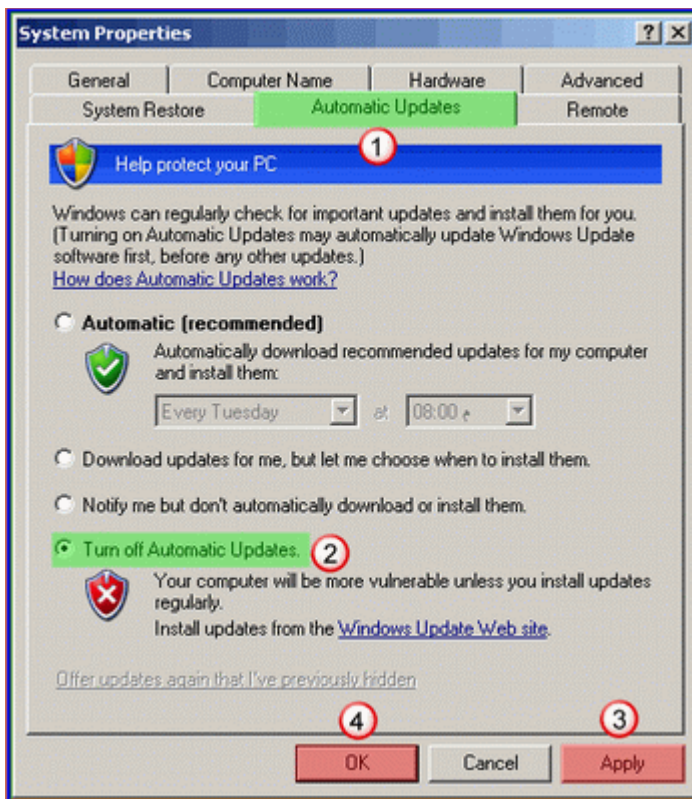 System Properties
General Computer Name Hardware Advanced
System Restore Automatic Updates Remote
1
Help protect your PC
Windows can regularly check for important updates and install them for you.
(Turning on Automatic Updates may automatically update Windows Update
software first, before any other updates.)
How does Automatic Updates work?
Automatic (recommended)
Automatically download recommended updates for my computer
and install them:
Every Tuesday at 08:00 م
Download updates for me, but let me choose when to install them.
Notify me but don't automatically download or install them.
Turn off Automatic Updates. 2
Your computer will be more vulnerable unless you install updates
regularly.
Install updates from the Windows Update Web site.
Offer updates again that I've previously hidden
4 3
OK Cancel Apply